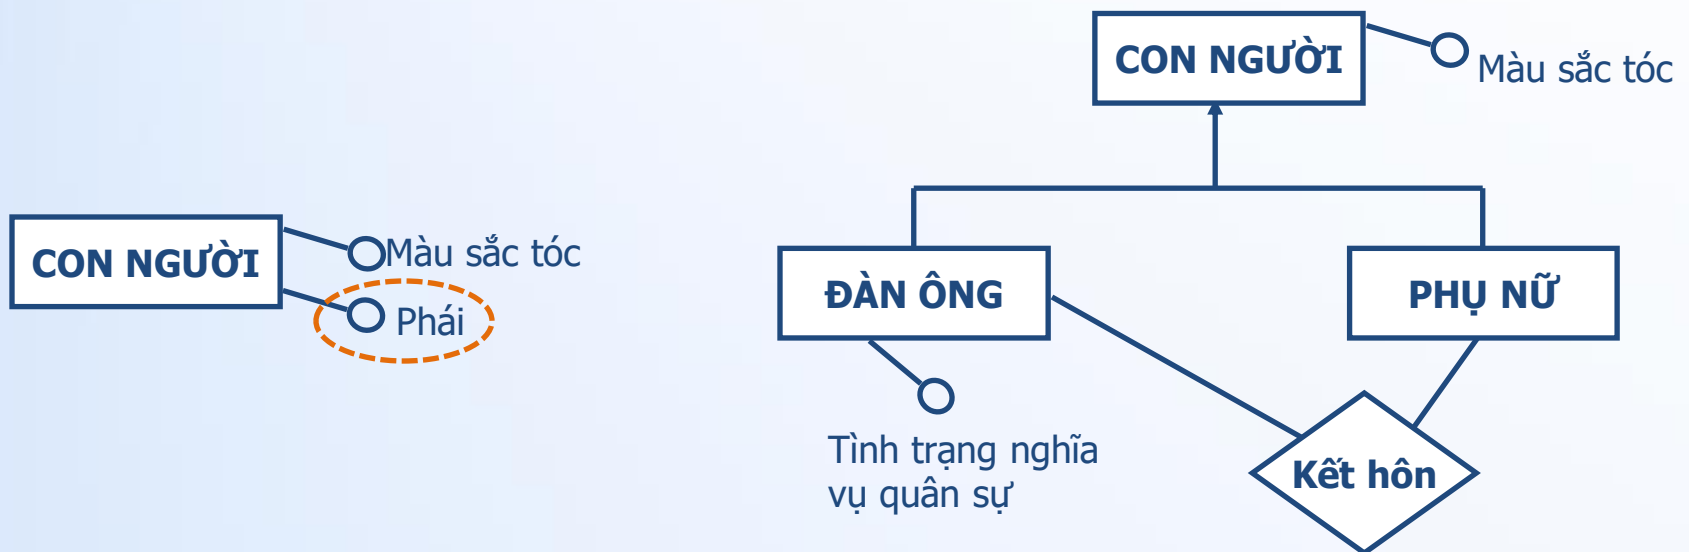 CON NGƯỜI
Màu sắc tóc
Phái
CON NGƯỜI
Màu sắc tóc
ĐÀN ÔNG
PHỤ NỮ
Tình trạng nghĩa
vụ quân sự
Kết hôn